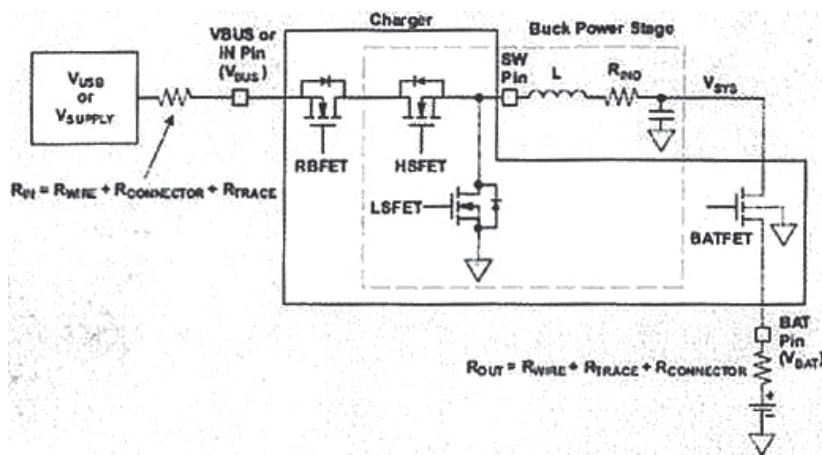 Charger
VBUS or
IN Pin
(VBUS)
Buck Power Stage
SW
Pin
L
RIND
VSYS
VUSB
or
VSUPPLY
RBFET
HSFET
RIN = RWIRE + RCONNECTOR + RTRACE
LSFET
BATFET
BAT
Pin
(VBAT)
ROUT = RWIRE + RTRACE + RCONNECTOR
+
-